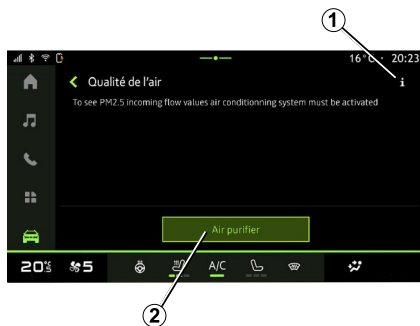 1
16°C · 20:23
Qualité de l'air
i
To see PM2.5 incoming flow values air conditionning system must be activated
Air purifier
20 5 A/C
2